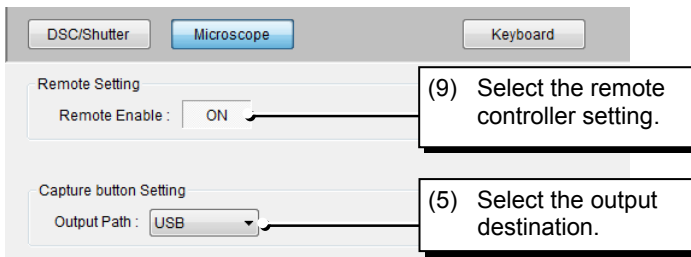 DSC/Shutter Microscope Keyboard
Remote Setting
Remote Enable : ON
(9) Select the remote
controller setting.
Capture button Setting
Output Path : USB
(5) Select the output
destination.